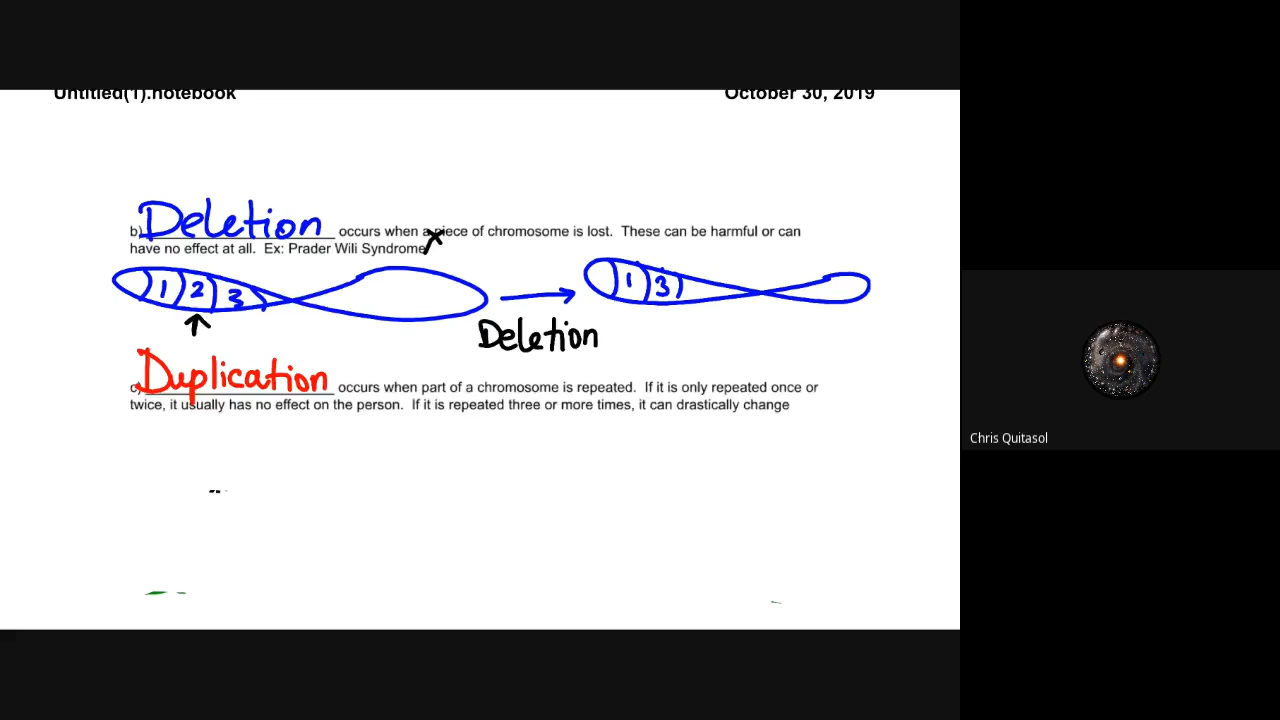 Untitled(1).notebook October 30, 2019
b) Deletion occurs when a piece of chromosome is lost. These can be harmful or can
have no effect at all. Ex: Prader Wili Syndrome
1 2 3 1 3
Deletion
c) Duplication occurs when part of a chromosome is repeated. If it is only repeated once or
twice, it usually has no effect on the person. If it is repeated three or more times, it can drastically change
Chris Quitasol